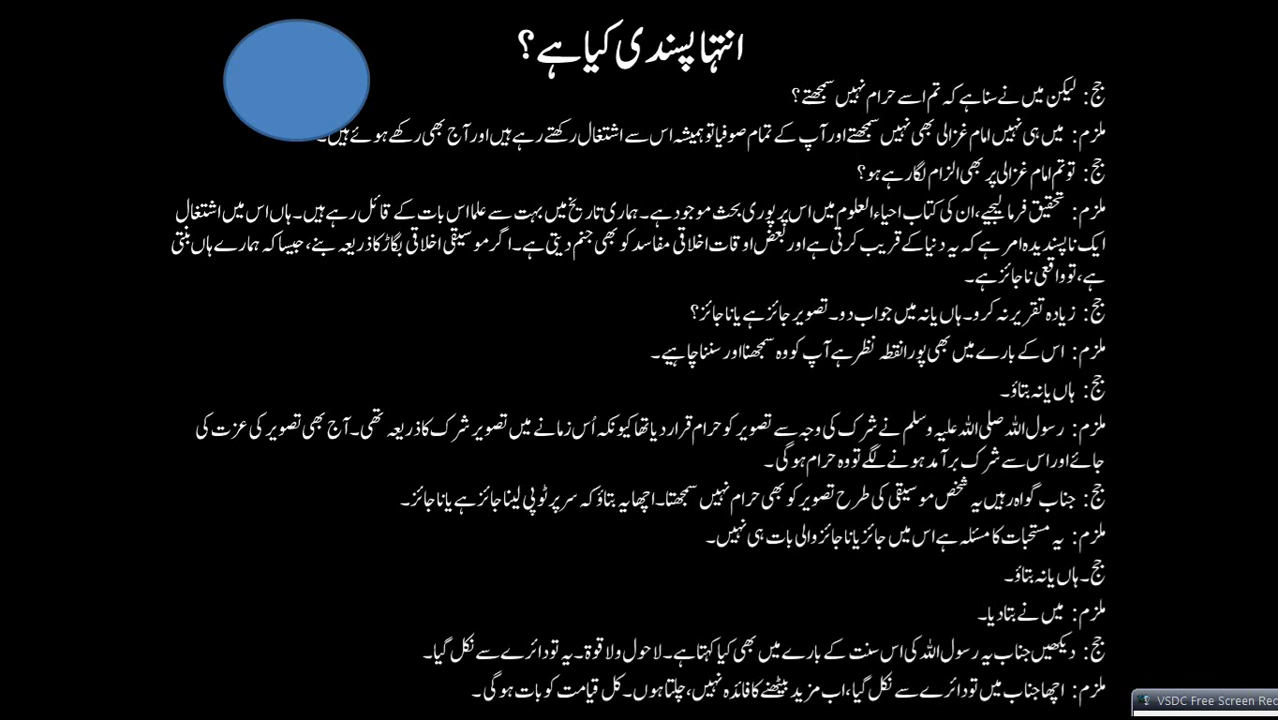 انتہا پسندی کیا ہے؟
جج: لیکن میں نے سنا ہے کہ تم اسے حرام نہیں سمجھتے؟
ملزم: میں ہی نہیں امام غزالی بھی نہیں سمجھتے اور آپ کے تمام صوفیا تو ہمیشہ اس سے اشتغال رکھتے رہے ہیں اور آج بھی رکھے ہوئے ہیں۔
جج: تو تم امام غزالی پر بھی الزام لگا رہے ہو؟
ملزم: تحقیق فرمالیجیے، ان کی کتاب احیاء العلوم میں اس پر پوری بحث موجود ہے۔ ہماری تاریخ میں بہت سے علما اس بات کے قائل رہے ہیں۔ ہاں اس میں اشتغال
ایک ناپسندیدہ امر ہے کہ یہ دنیا کے قریب کرتی ہے اور بعض اوقات اخلاقی مفاسد کو بھی جنم دیتی ہے۔ اگر موسیقی اخلاقی بگاڑ کا ذریعہ بنے، جیسا کہ ہمارے ہاں بنتی
ہے، تو واقعی ناجائز ہے۔
جج: زیادہ تقریر نہ کرو۔ ہاں یا نہ میں جواب دو۔ تصویر جائز ہے یا ناجائز؟
ملزم: اس کے بارے میں بھی پورا نقطہ نظر ہے آپ کو وہ سمجھنا اور سننا چاہیے۔
جج: ہاں یا نہ بتاؤ۔
ملزم: رسول اللہ صلی اللہ علیہ وسلم نے شرک کی وجہ سے تصویر کو حرام قرار دیا تھا کیونکہ اُس زمانے میں تصویر شرک کا ذریعہ تھی۔ آج بھی تصویر کی عزت کی
جائے اور اس سے شرک برآمد ہونے لگے تو وہ حرام ہوگی۔
جج: جناب گواہ رہیں یہ شخص موسیقی کی طرح تصویر کو بھی حرام نہیں سمجھتا۔ اچھا یہ بتاؤ کہ سر پر ٹوپی لینا جائز ہے یا ناجائز۔
ملزم: یہ مستحبات کا مسئلہ ہے اس میں جائز یا ناجائز والی بات ہی نہیں۔
جج۔ ہاں یا نہ بتاؤ۔
ملزم: میں نے بتا دیا۔
جج: دیکھیں جناب یہ رسول اللہ کی اس سنت کے بارے میں بھی کیا کہتا ہے۔ لاحول ولا قوۃ۔ یہ تو دائرے سے نکل گیا۔
ملزم: اچھا جناب میں تو دائرے سے نکل گیا، اب مزید بیٹھنے کا فائدہ نہیں، چلتا ہوں۔ کل قیامت کو بات ہوگی۔
VSDC Free Screen Rec